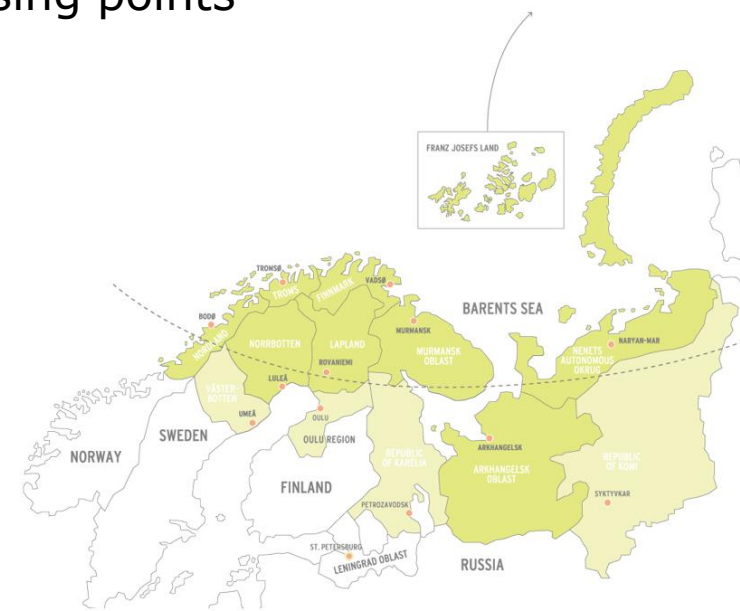 sing points
FRANZ JOSEFS LAND
TROMSØ
TROMS
FINNMARK
VADSØ
BARENTS SEA
BODØ
NORDLAND
MURMANSK
NORRBOTTEN
LAPLAND
MURMANSK
OBLAST
NARYAN-MAR
NENETS
AUTONOMOUS
OKRUG
ROVANIEMI
LULEÅ
VÄSTER-
BOTTEN
UMEÅ
OULU
SWEDEN
OULU REGION
NORWAY
ARKHANGELSK
REPUBLIC
OF KARELIA
ARKHANGELSK
OBLAST
REPUBLIC
OF KOMI
FINLAND
SYKTYVKAR
PETROZAVODSK
ST. PETERSBURG
LENINGRAD OBLAST
RUSSIA